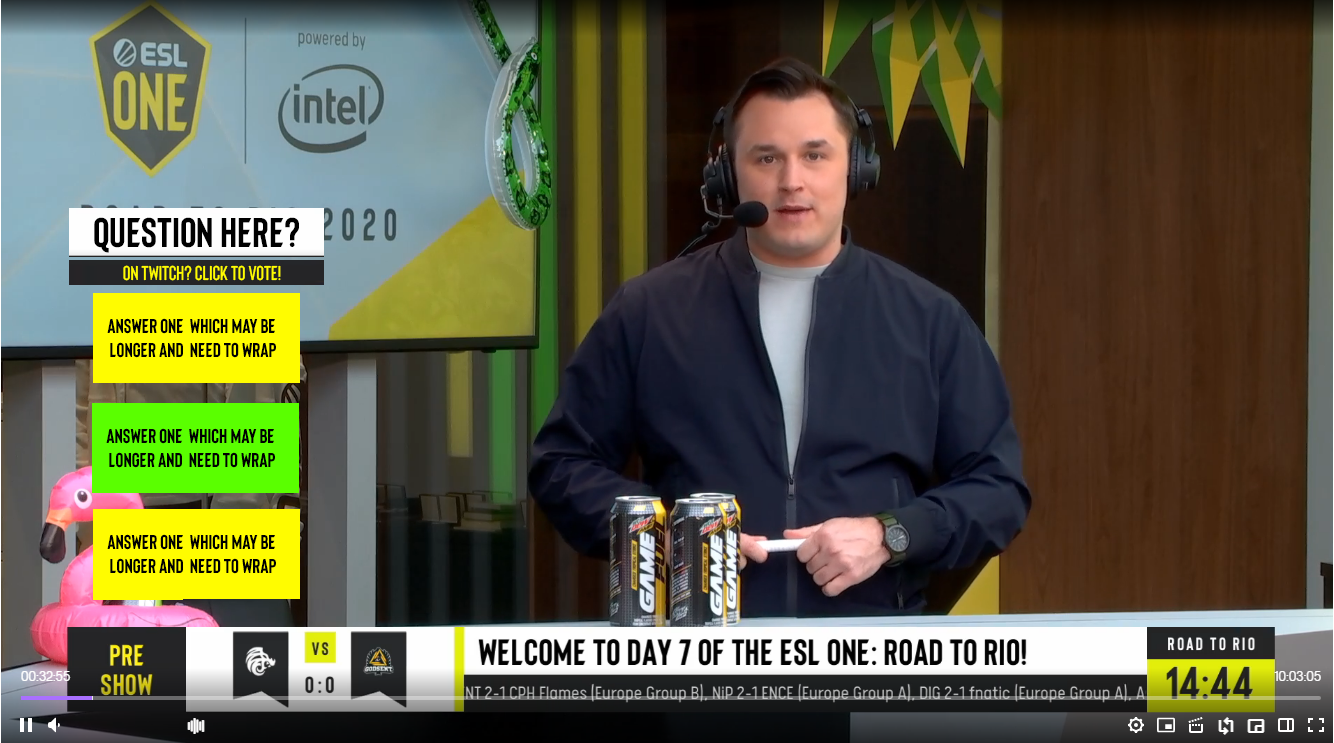 ESL
ONE
powered by
intel
2020
QUESTION HERE?
ON TWITCH? CLICK TO VOTE!
ANSWER ONE WHICH MAY BE
LONGER AND NEED TO WRAP
ANSWER ONE WHICH MAY BE
LONGER AND NEED TO WRAP
ANSWER ONE WHICH MAY BE
LONGER AND NEED TO WRAP
GAME
FUEL
GAME
GAME
PRE
SHOW
VS
0:0
GODSENT
WELCOME TO DAY 7 OF THE ESL ONE: ROAD TO RIO!
NT 2-1 CPH Flames (Europe Group B), NiP 2-1 ENCE (Europe Group A), DIG 2-1 fnatic (Europe Group A), A
ROAD TO RIO
14:44
00:32:55
10:03:05